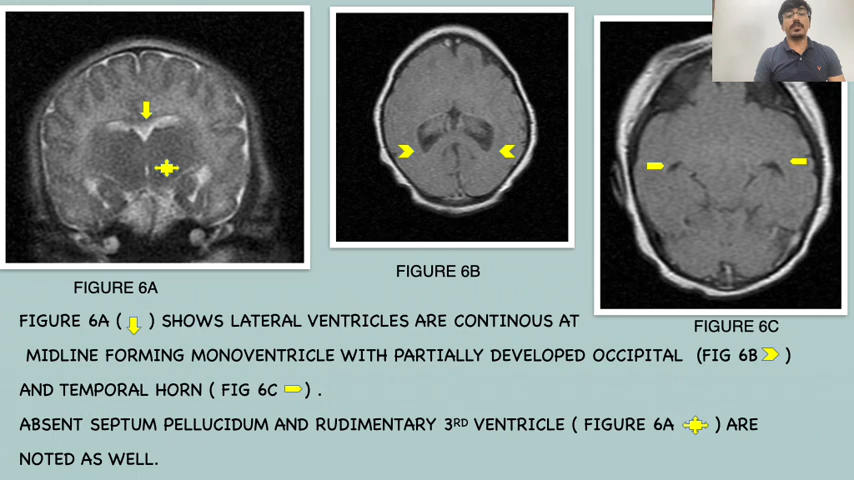 FIGURE 6A
FIGURE 6B
FIGURE 6C
FIGURE 6A ( ) SHOWS LATERAL VENTRICLES ARE CONTINOUS AT
MIDLINE FORMING MONOVENTRICLE WITH PARTIALLY DEVELOPED OCCIPITAL (FIG 6B )
AND TEMPORAL HORN ( FIG 6C ) .
ABSENT SEPTUM PELLUCIDUM AND RUDIMENTARY 3RD VENTRICLE ( FIGURE 6A ) ARE
NOTED AS WELL.